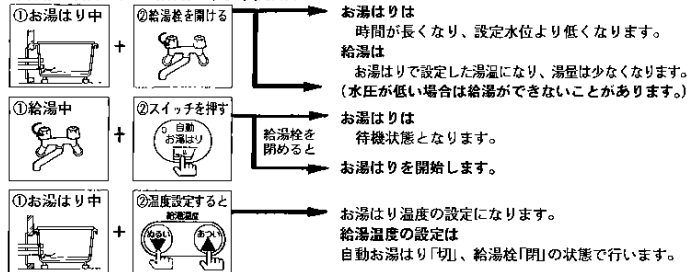 ①お湯はり中
+
②給湯栓を開ける
お湯はりは
時間が長くなり、設定水位より低くなります。
給湯は
お湯はりで設定した湯温になり、湯量は少なくなります。
(水圧が低い場合は給湯ができないことがあります。)
①給湯中
+
②スイッチを押す
自動
お湯はり
お湯はりは
待機状態となります。
給湯栓を
閉めると
お湯はりを開始します。
①お湯はり中
+
②温度設定すると
給湯温度
ぬるい
あつい
お湯はり温度の設定になります。
給湯温度の設定は
自動お湯はり「切」、給湯栓「閉」の状態で行います。